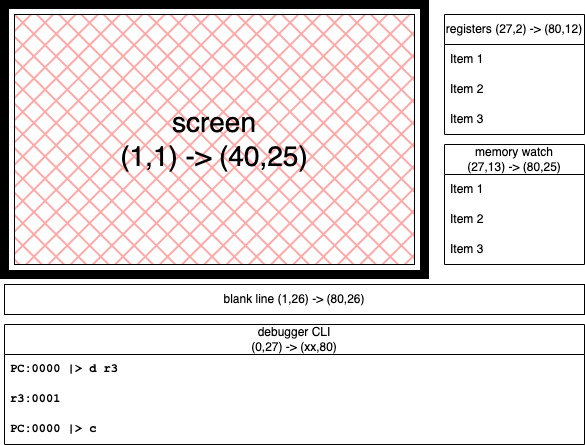 screen
(1,1) -> (40,25)
registers (27,2) -> (80,12)
Item 1
Item 2
Item 3
memory watch
(27,13) -> (80,25)
Item 1
Item 2
Item 3
blank line (1,26) -> (80,26)
debugger CLI
(0,27) -> (xx,80)
PC:0000 |> d r3
r3:0001
PC:0000 |> c